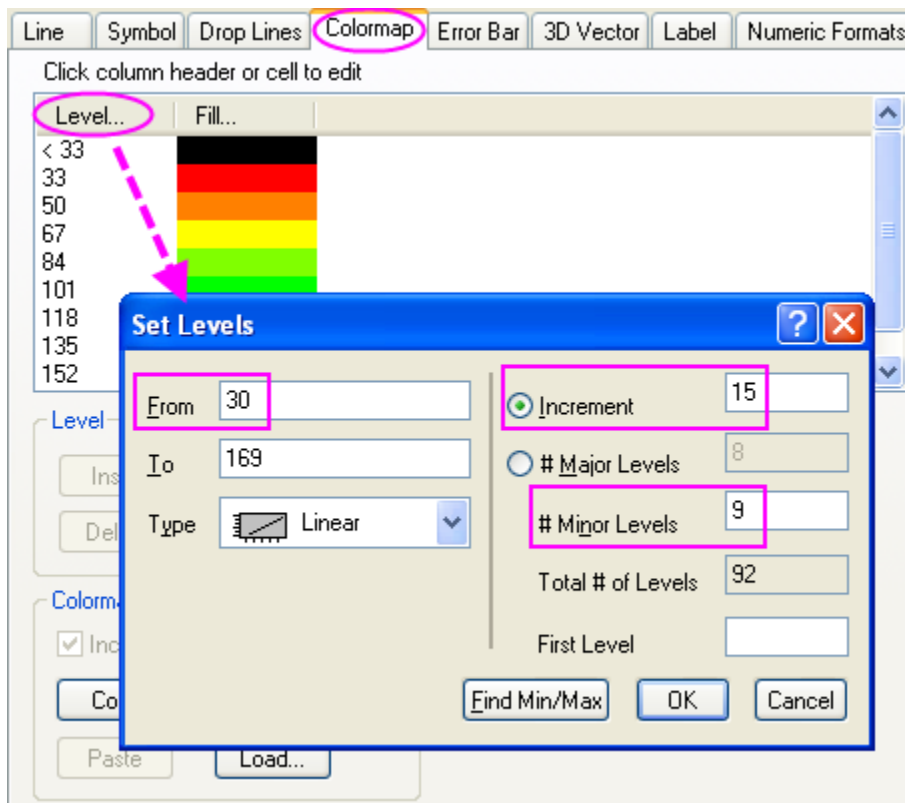 Line Symbol Drop Lines Colormap Error Bar 3D Vector Label Numeric Formats
Click column header or cell to edit
Level... Fill...
< 33
33
50
67
84
101
118
135
152
Set Levels
From 30
To 169
Type Linear
Increment 15
# Major Levels 8
# Minor Levels 9
Total # of Levels 92
First Level
Find Min/Max OK Cancel
Level
Paste Load...